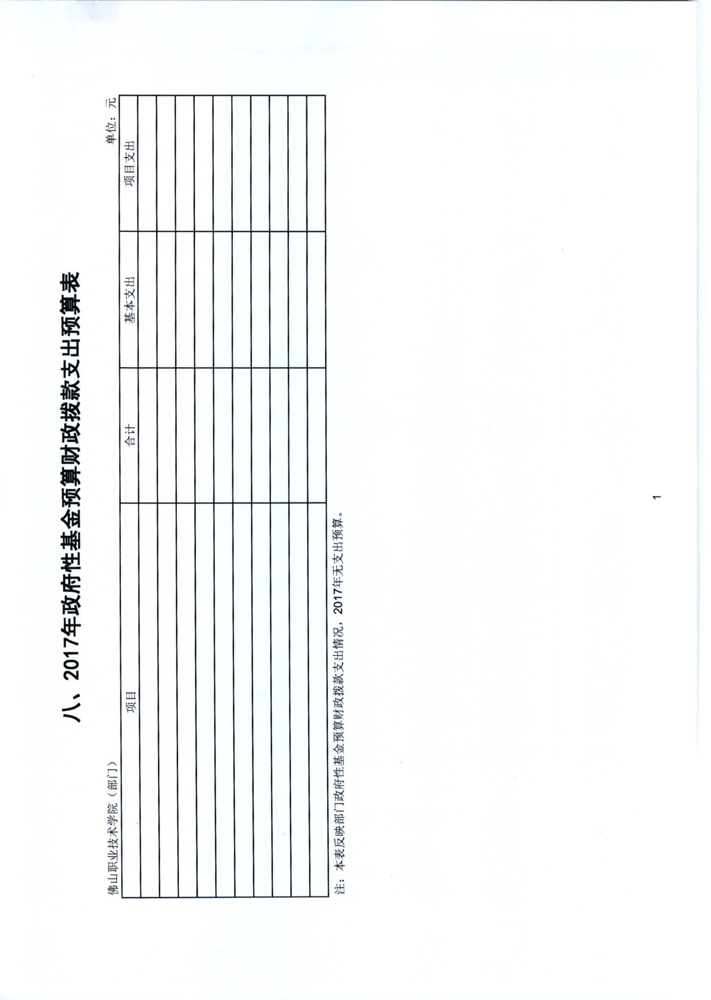 八、2017年政府性基金预算财政拨款支出预算表
佛山职业技术学院（部门） 单位：元
项目 合计 基本支出 项目支出
注：本表反映部门政府性基金预算财政拨款支出情况，2017年无支出预算。
1